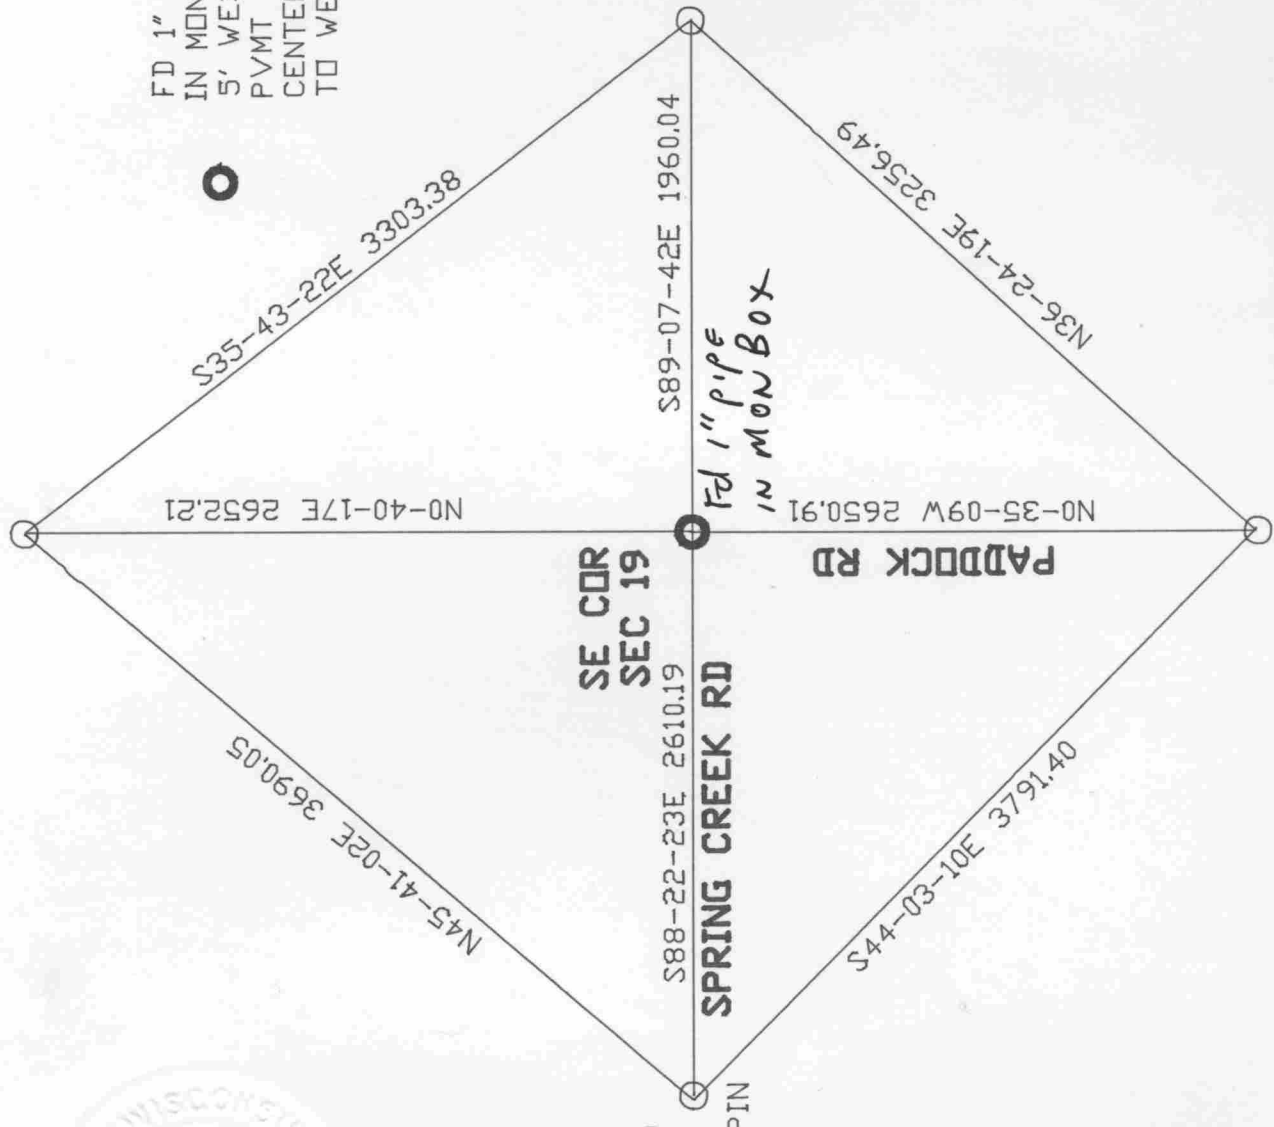 FD 1"
IN MON
5' WE
PVMT
CENTE
TO WE
S35-43-22E 3303.38
N0-40-17E 2652.21
N45-41-02E 3690.05
S89-07-42E 1960.04
N36-24-19E 3256.49
Fd 1" PIPE
IN MON BOX
SE COR
SEC 19
S88-22-23E 2610.19
SPRING CREEK RD
N0-35-09W 2650.91
PADDOCK RD
S44-03-10E 3791.40
PIN
WISCONSIN